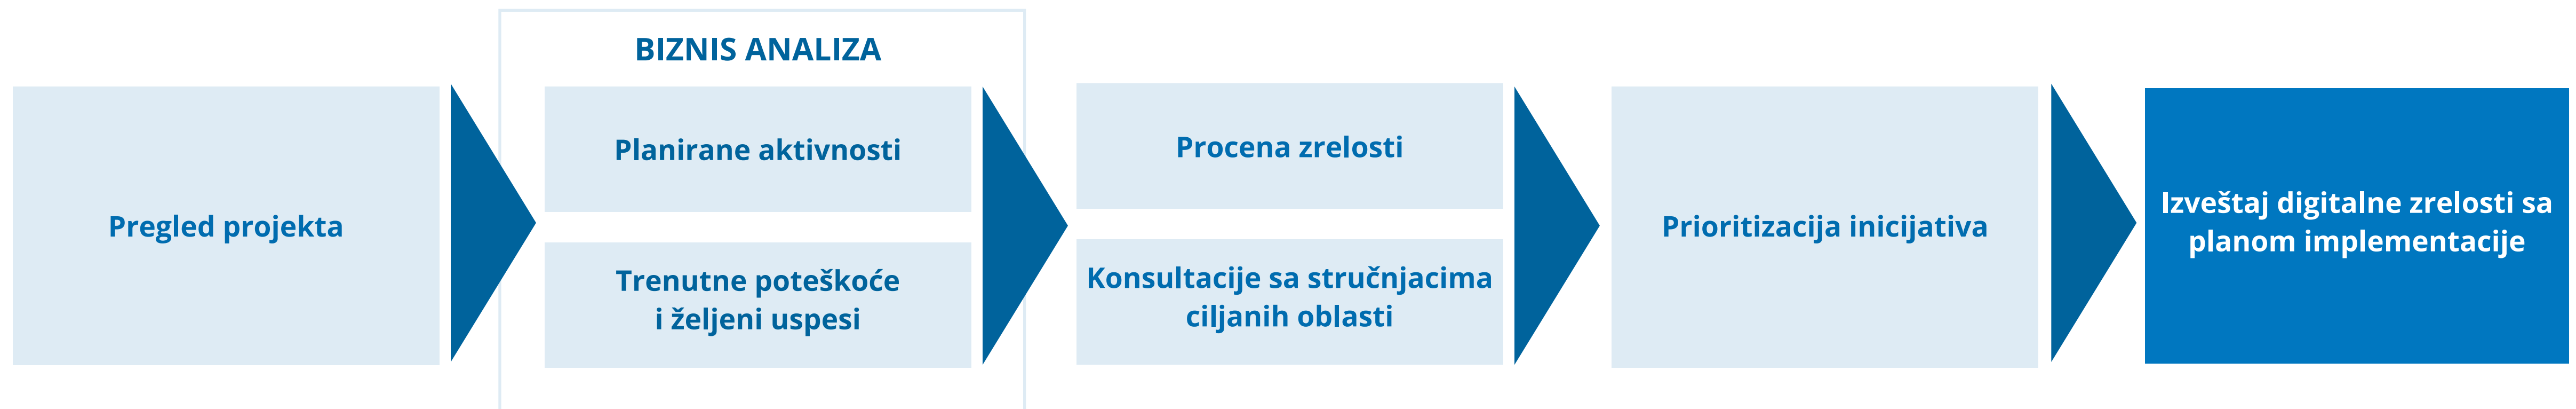 Pregled projekta
BIZNIS ANALIZA
Planirane aktivnosti
Trenutne poteškoće
i željeni uspesi
Procena zrelosti
Konsultacije sa stručnjacima
ciljanih oblasti
Prioritizacija inicijativa
Izveštaj digitalne zrelosti sa
planom implementacije